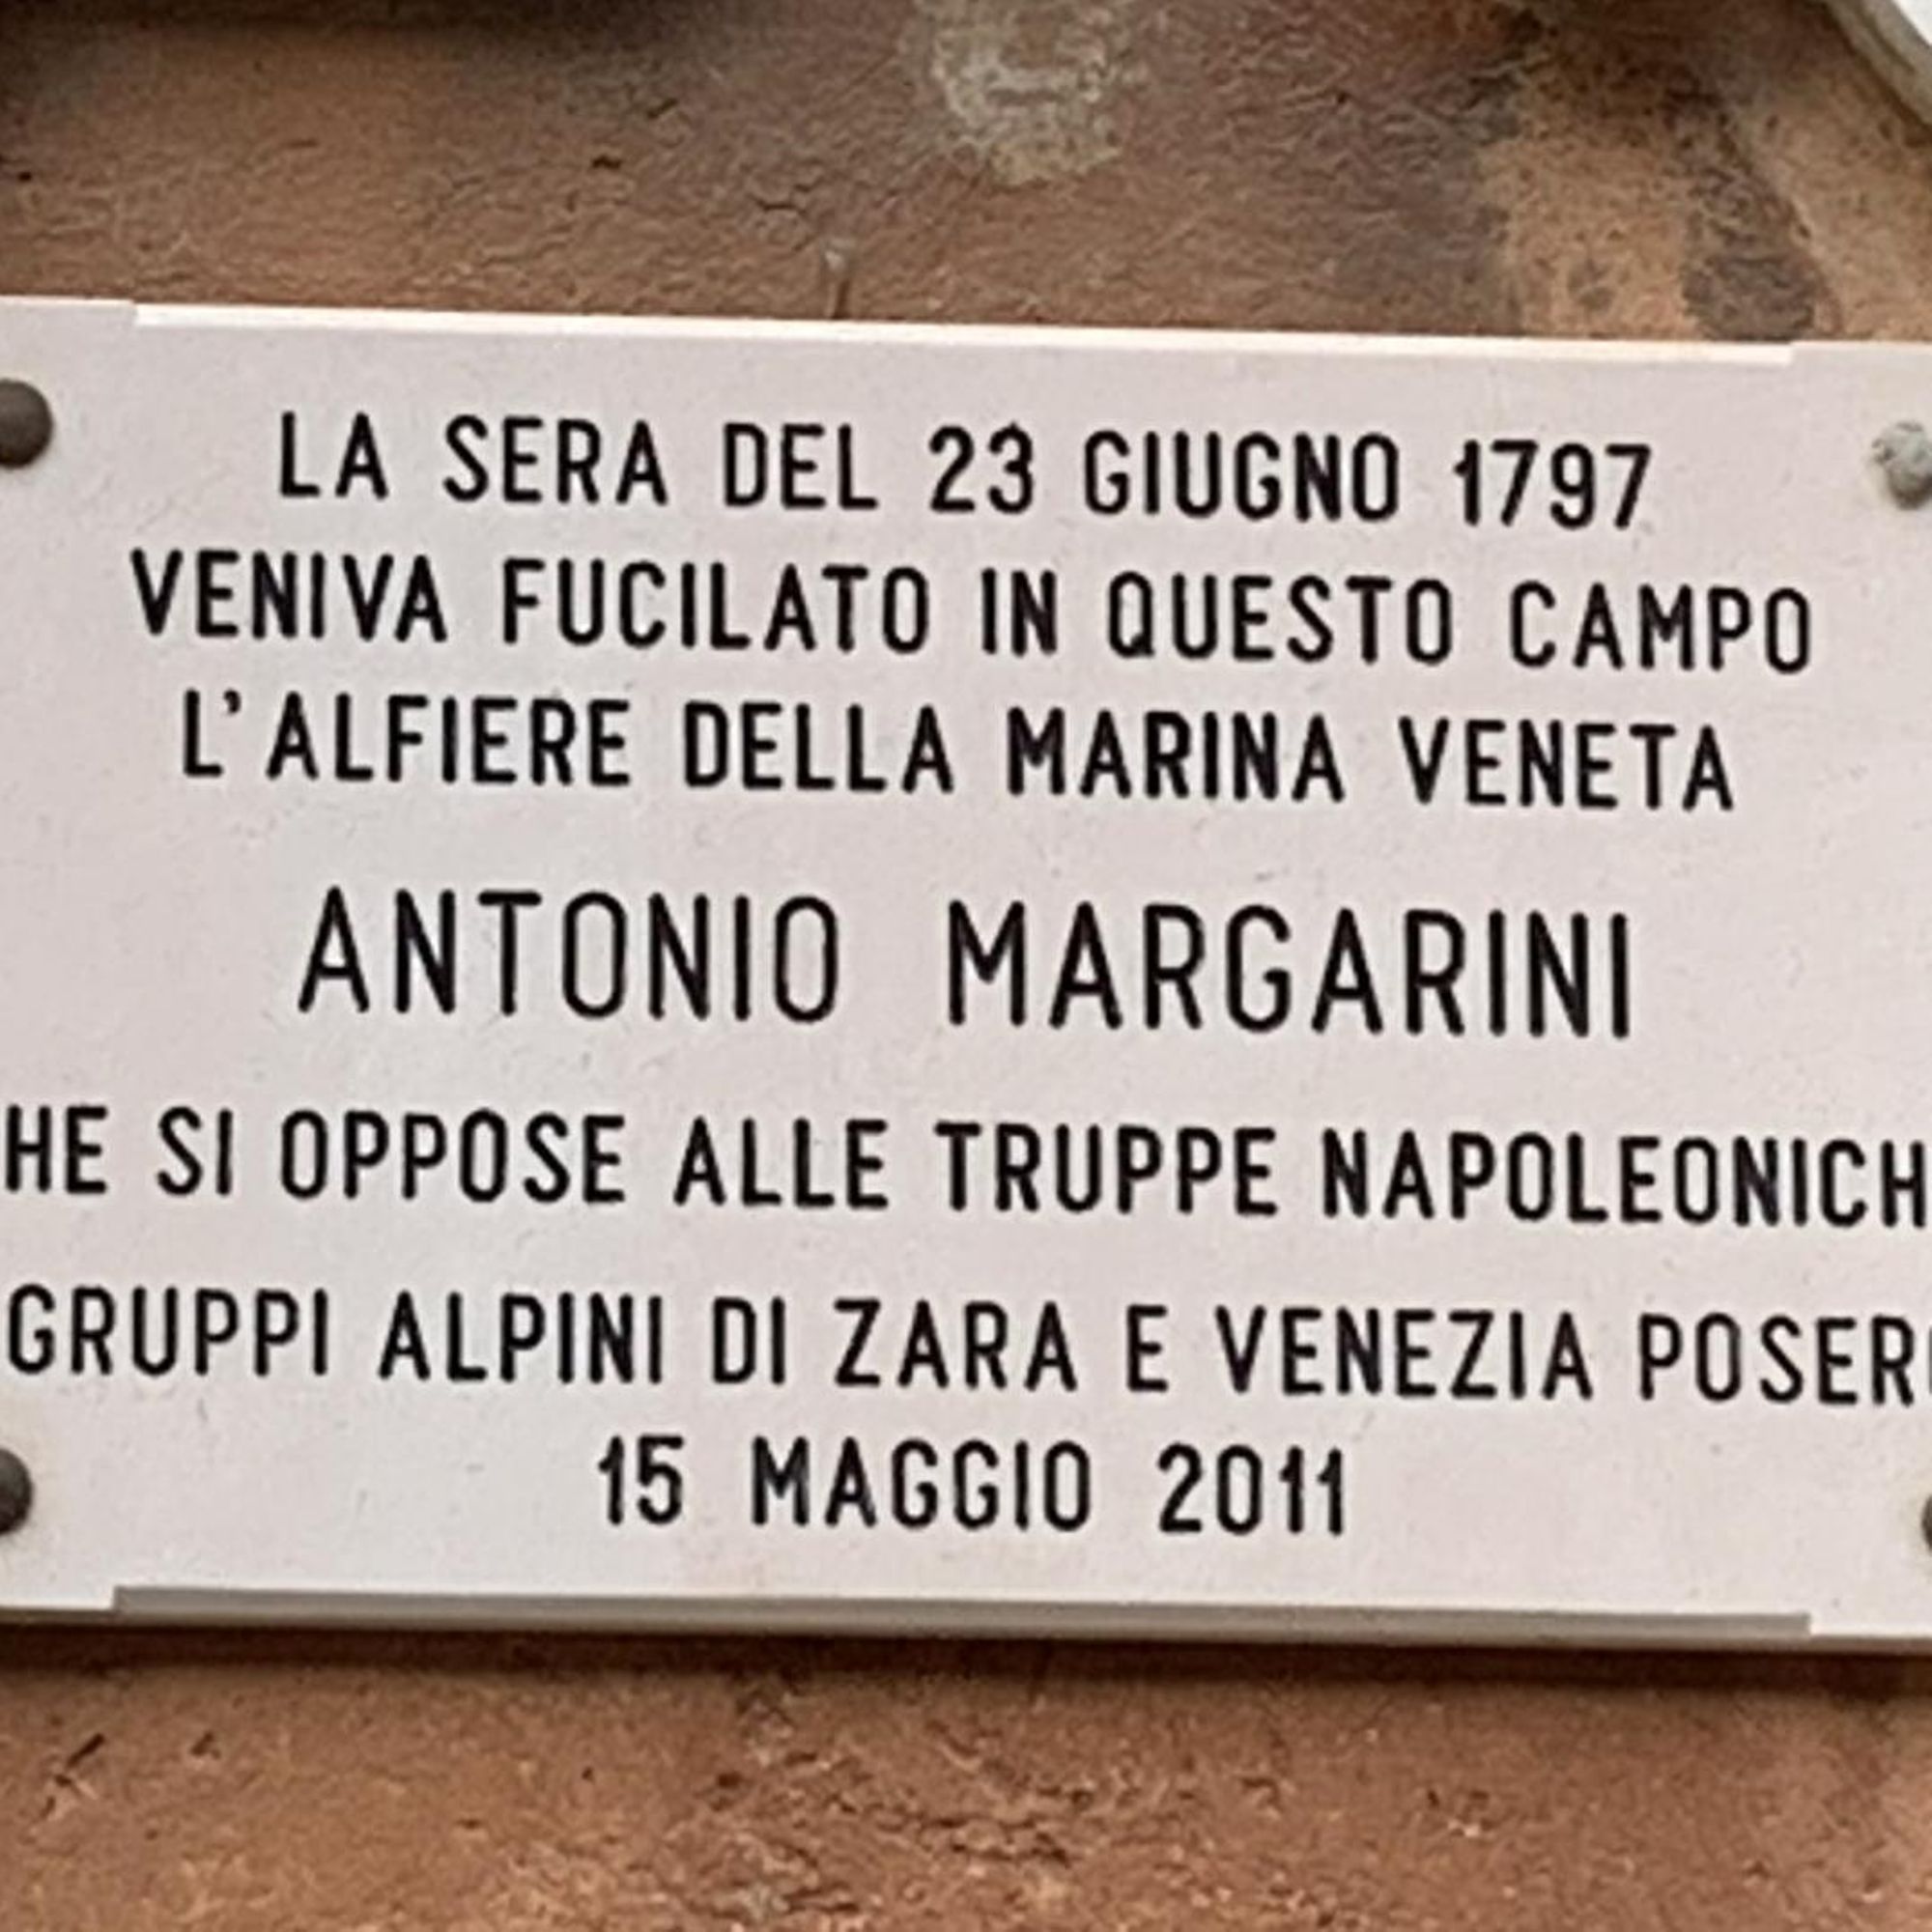 LA SERA DEL 23 GIUGNO 1797
VENIVA FUCILATO IN QUESTO CAMPO
L'ALFIERE DELLA MARINA VENETA
ANTONIO MARGARINI
HE SI OPPOSE ALLE TRUPPE NAPOLEONICH
GRUPPI ALPINI DI ZARA E VENEZIA POSER
15 MAGGIO 2011